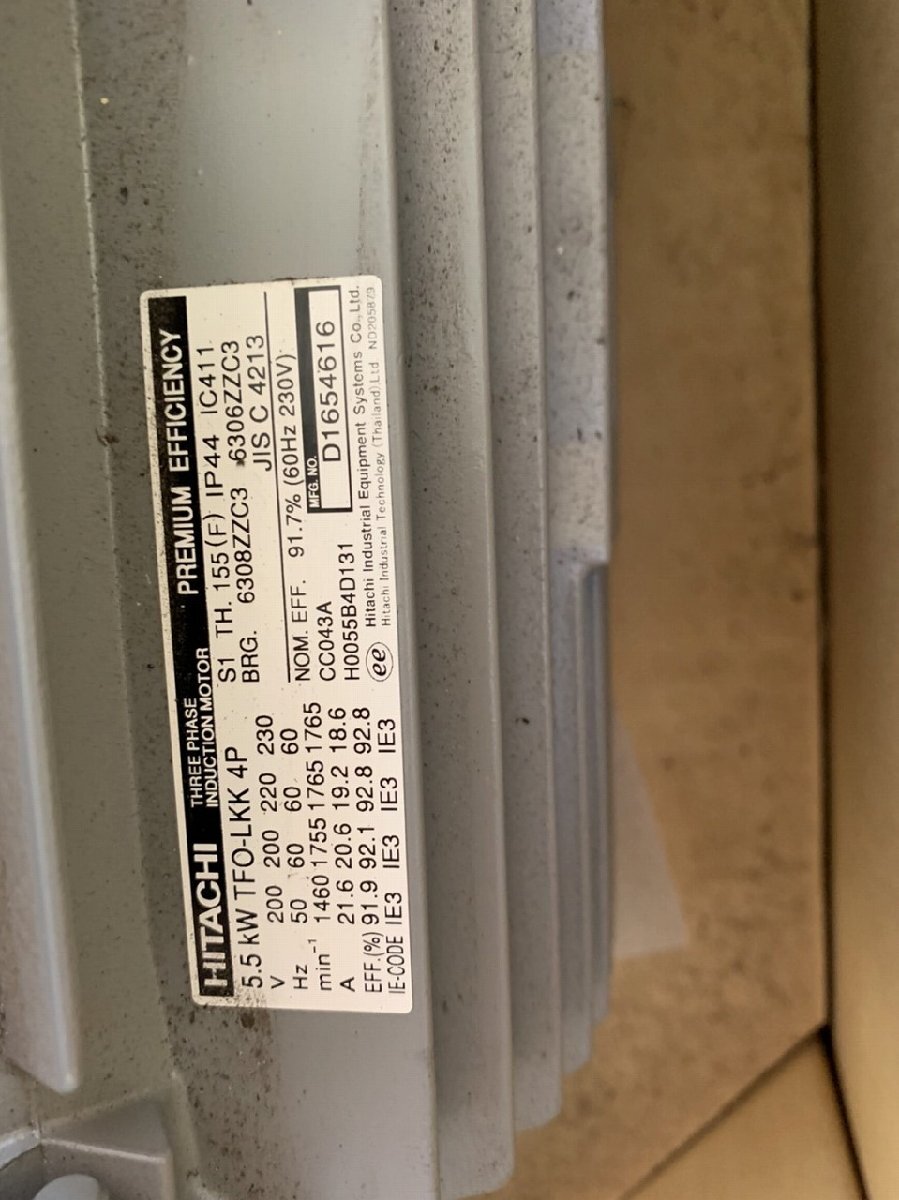 HITACHI THREE PHASE INDUCTION MOTOR PREMIUM EFFICIENCY
5.5 kW TFO-LKK 4P
V 200 200 220 230
Hz 50 60 60 60
min⁻¹ 1460 1755 1765 1765
A 21.6 20.6 19.2 18.6
EFF.(%) 91.9 92.1 92.8 92.8
IE-CODE IE3 IE3 IE3 IE3
S1 TH. 155 (F) IP44 IC411
BRG. 6308ZZC3 6306ZZC3
JIS C 4213
NOM. EFF. 91.7% (60Hz 230V)
CC043A
H0055B4D131
MFG. NO.
D1654616
ee
Hitachi Industrial Equipment Systems Co., Ltd.
Hitachi Industrial Technology (Thailand),Ltd ND205879